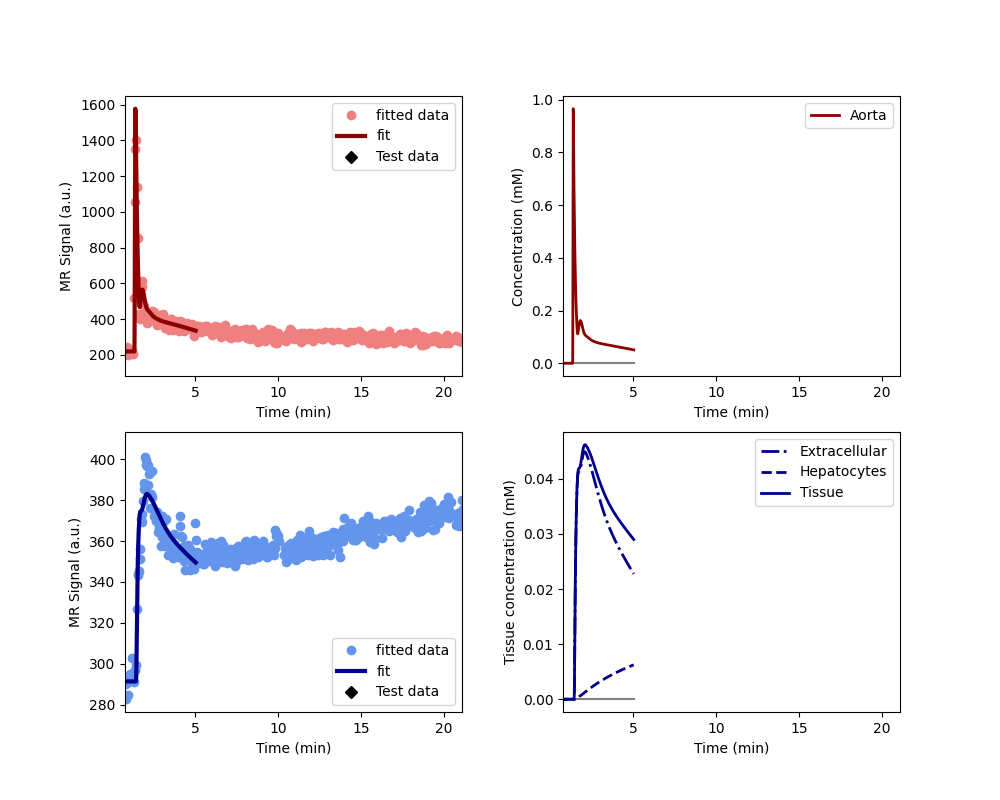 1600
1400
1200
1000
800
600
400
200
MR Signal (a.u.)
fitted data
fit
Test data
5
10
15
20
Time (min)
1.0
0.8
0.6
0.4
0.2
0.0
Concentration (mM)
Aorta
5
10
15
20
Time (min)
400
380
360
340
320
300
280
MR Signal (a.u.)
fitted data
fit
Test data
5
10
15
20
Time (min)
0.04
0.03
0.02
0.01
0.00
Tissue concentration (mM)
Extracellular
Hepatocytes
Tissue
5
10
15
20
Time (min)